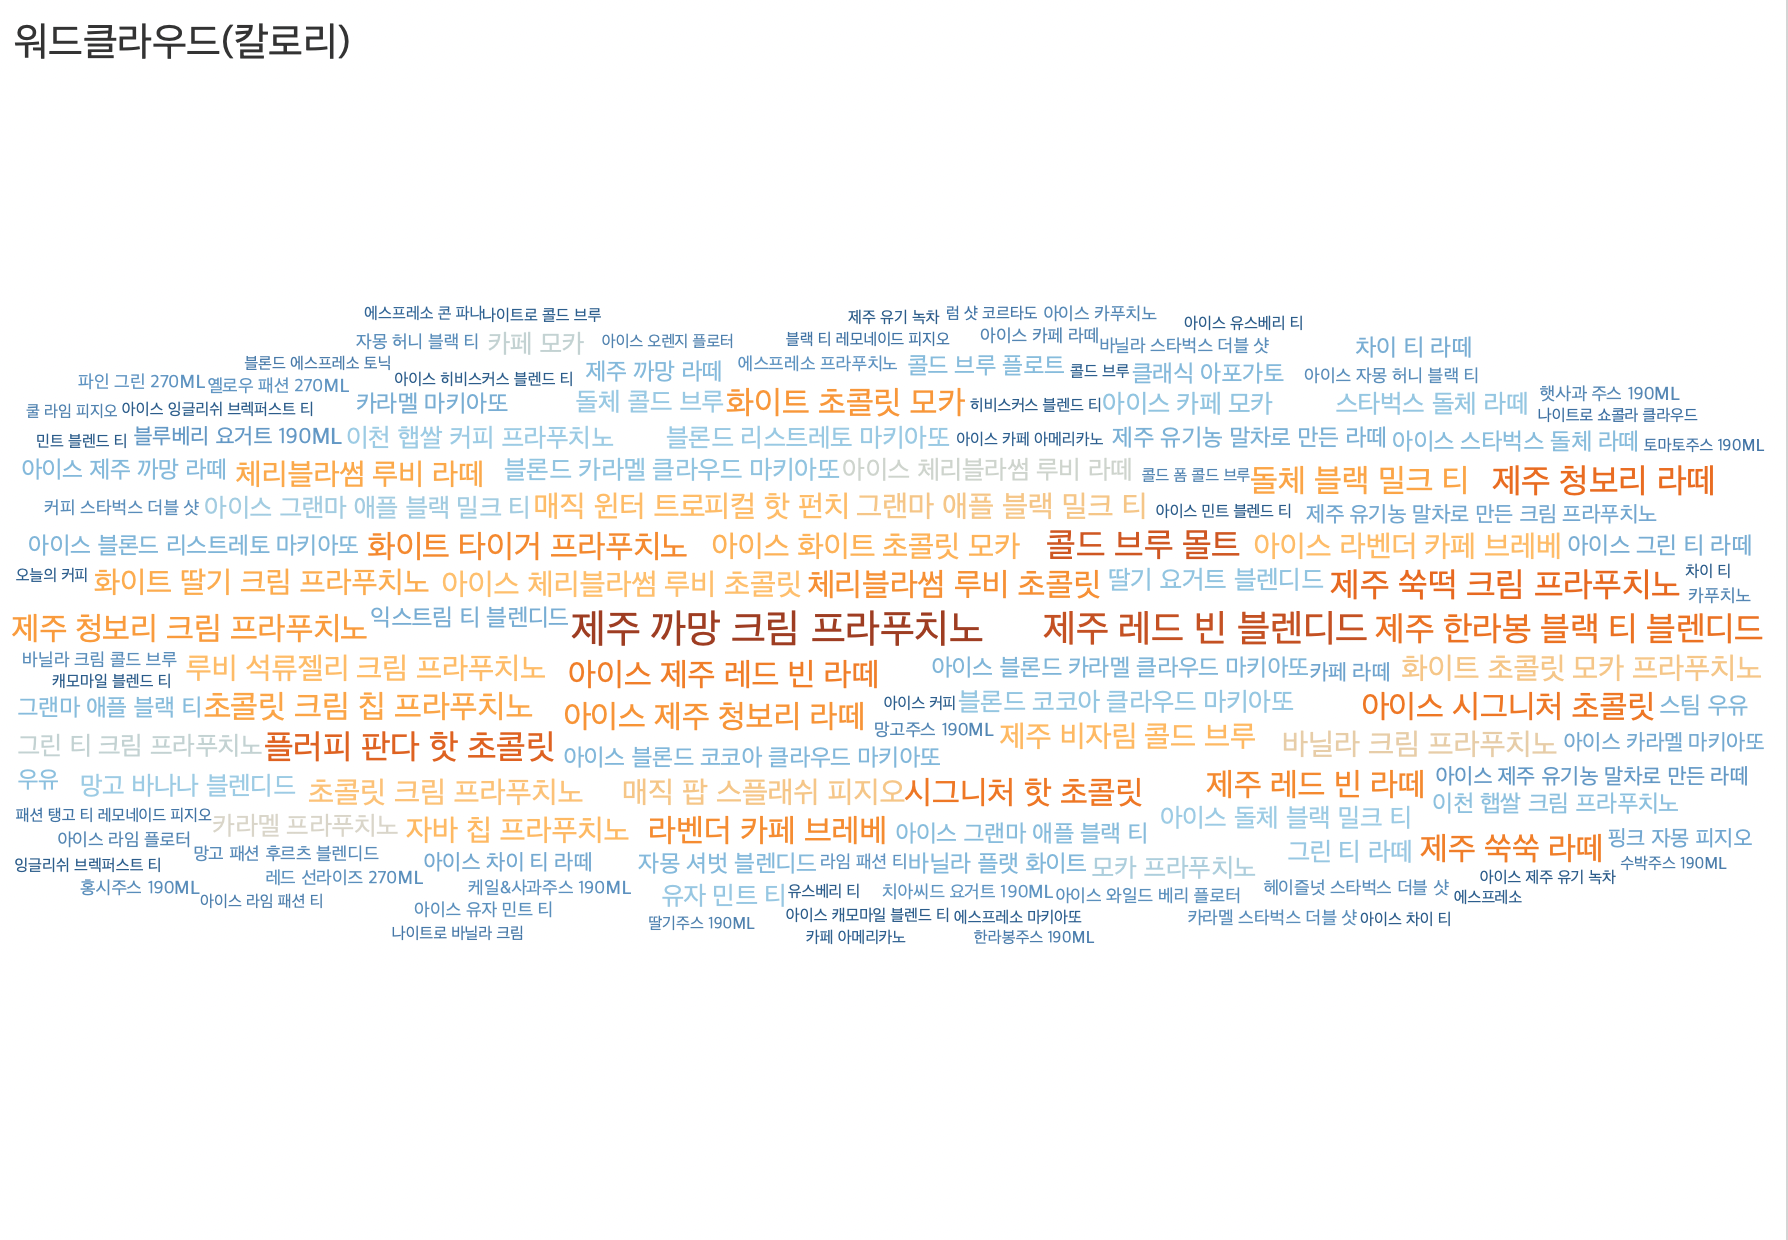 워드클라우드(칼로리)
에스프레소 콘 파나 나이트로 콜드 브루 제주 유기 녹차 럼 샷 코르타도 아이스 카푸치노 아이스 유스베리 티
자몽 허니 블랙 티 카페 모카 아이스 오렌지 플로터 블랙 티 레모네이드 피지오 아이스 카페 라떼 바닐라 스타벅스 더블 샷 차이 티 라떼
블론드 에스프레소 토닉 제주 까망 라떼 에스프레소 프라푸치노 콜드 브루 플로트 콜드 브루 클래식 아포가토 아이스 자몽 허니 블랙 티
파인 그린 270ML 옐로우 패션 270ML 아이스 히비스커스 블렌드 티 햇사과 주스 190ML
쿨 라임 피지오 아이스 잉글리쉬 브렉퍼스트 티 카라멜 마키아또 돌체 콜드 브루 화이트 초콜릿 모카 히비스커스 블렌드 티 아이스 카페 모카 스타벅스 돌체 라떼 나이트로 쇼콜라 클라우드
민트 블렌드 티 블루베리 요거트 190ML 이천 햅쌀 커피 프라푸치노 블론드 리스트레토 마키아또 아이스 카페 아메리카노 제주 유기농 말차로 만든 라떼 아이스 스타벅스 돌체 라떼 토마토주스 190ML
아이스 제주 까망 라떼 체리블라썸 루비 라떼 블론드 카라멜 클라우드 마키아또 아이스 체리블라썸 루비 라떼 콜드 폼 콜드 브루 돌체 블랙 밀크 티 제주 청보리 라떼
커피 스타벅스 더블 샷 아이스 그랜마 애플 블랙 밀크 티 매직 윈터 트로피컬 핫 펀치 그랜마 애플 블랙 밀크 티 아이스 민트 블렌드 티 제주 유기농 말차로 만든 크림 프라푸치노
아이스 블론드 리스트레토 마키아또 화이트 타이거 프라푸치노 아이스 화이트 초콜릿 모카 콜드 브루 몰트 아이스 라벤더 카페 브레베 아이스 그린 티 라떼
오늘의 커피 화이트 딸기 크림 프라푸치노 아이스 체리블라썸 루비 초콜릿 체리블라썸 루비 초콜릿 딸기 요거트 블렌디드 제주 쑥떡 크림 프라푸치노 차이 티
카푸치노
제주 청보리 크림 프라푸치노 익스트림 티 블렌디드 제주 까망 크림 프라푸치노 제주 레드 빈 블렌디드 제주 한라봉 블랙 티 블렌디드
바닐라 크림 콜드 브루 루비 석류젤리 크림 프라푸치노 아이스 제주 레드 빈 라떼 아이스 블론드 카라멜 클라우드 마키아또 카페 라떼 화이트 초콜릿 모카 프라푸치노
캐모마일 블렌드 티
그랜마 애플 블랙 티 초콜릿 크림 칩 프라푸치노 아이스 제주 청보리 라떼 아이스 커피 블론드 코코아 클라우드 마키아또 아이스 시그니처 초콜릿 스팀 우유
그린 티 크림 프라푸치노 플러피 판다 핫 초콜릿 아이스 블론드 코코아 클라우드 마키아또 망고주스 190ML 제주 비자림 콜드 브루 바닐라 크림 프라푸치노 아이스 카라멜 마키아또
우유 망고 바나나 블렌디드 초콜릿 크림 프라푸치노 매직 팝 스플래쉬 피지오 시그니처 핫 초콜릿 제주 레드 빈 라떼 아이스 제주 유기농 말차로 만든 라떼
이천 햅쌀 크림 프라푸치노
패션 탱고 티 레모네이드 피지오 카라멜 프라푸치노 자바 칩 프라푸치노 라벤더 카페 브레베 아이스 그랜마 애플 블랙 티 아이스 돌체 블랙 밀크 티
아이스 라임 플로터 망고 패션 후르츠 블렌디드 그린 티 라떼 제주 쑥쑥 라떼 핑크 자몽 피지오
잉글리쉬 브렉퍼스트 티 아이스 차이 티 라떼 자몽 셔벗 블렌디드 라임 패션 티 바닐라 플랫 화이트 모카 프라푸치노 수박주스 190ML
레드 선라이즈 270ML 아이스 제주 유기 녹차
홍시주스 190ML 케일&사과주스 190ML 유자 민트 티 유스베리 티 치아씨드 요거트 190ML 아이스 와일드 베리 플로터 헤이즐넛 스타벅스 더블 샷 에스프레소
아이스 라임 패션 티 아이스 유자 민트 티 딸기주스 190ML 아이스 캐모마일 블렌드 티 에스프레소 마키아또 카라멜 스타벅스 더블 샷 아이스 차이 티
나이트로 바닐라 크림 카페 아메리카노 한라봉주스 190ML